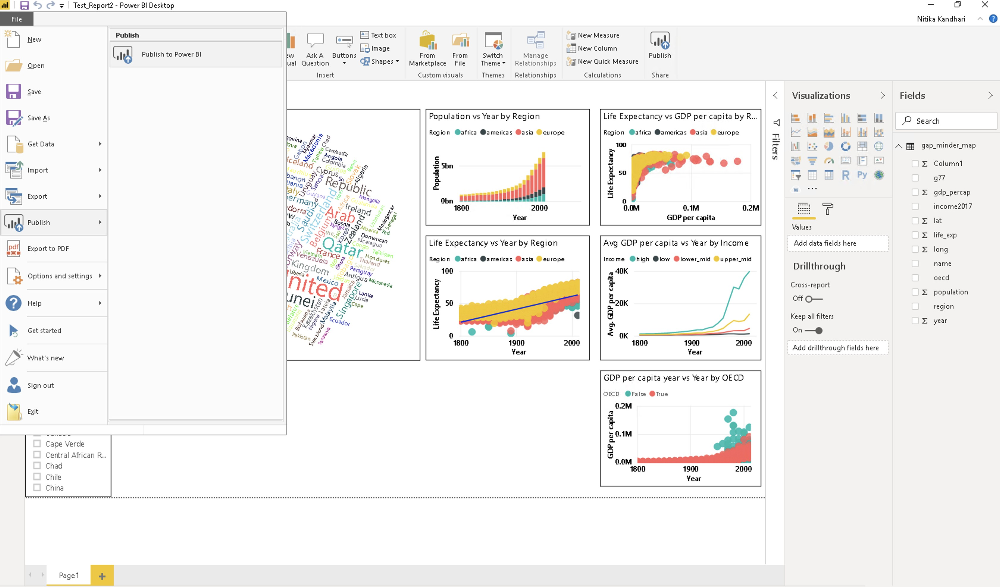 Test_Report2 - Power BI Desktop
File
Nitika Kandhari
New
Open
Save
Save As
Get Data
Import
Export
Publish
Export to PDF
Options and settings
Help
Get started
What's new
Sign out
Exit
Publish
Publish to Power BI
Ask A Question
Buttons
Text box
Image
Shapes
Insert
From Marketplace
From File
Custom visuals
Switch Theme
Themes
Manage Relationships
Relationships
New Measure
New Column
New Quick Measure
Calculations
Publish
Share
Macedonia
Chad
Myanmar
Gabon
Tunisia
Cambodia
Angola
Colombia
Iceland
Guinea
Benin
Cyprus
Slovak
Algeria
Uruguay
Samoa
Republic
Guyana
Mongolia
Guatemala
Africa
Ireland
Arab
Saudi
Switzerland
Belgium
Bosnia
Korea
Zealand
Albania
Uzbekistan
Madagascar
Senegal
Dominican
Nicaragua
Qatar
Congo
Tajikistan
France
Vietnam
Venezuela
Honduras
Thailand
Ghana
Salvador
Kingdom
Tobago
Paraguay
Liberia
Antigua
Micronesia
Mexico
Jordan
Jamaica
nited
Singapore
Lanka
Lucia
Cape
unei
Kazakhstan
Latvia
Malaysia
Belarus
Botswana
Nigeria
Ecuador
Pakistan
Swaziland
Tanzania
Population vs Year by Region
Region africa americas asia europe
Population
5bn
0bn
1800 2000
Year
Life Expectancy vs GDP per capita by R...
Region africa americas asia europe
Life Expectancy
100
50
0
0.0M 0.1M 0.2M
GDP per capita
Life Expectancy vs Year by Region
Region africa americas asia europe
Life Expectancy
100
50
0
1800 1900 2000
Year
Avg GDP per capita vs Year by Income
Income high low lower_mid upper_mid
Avg. GDP per capita
40K
20K
0K
1800 1900 2000
Year
GDP per capita year vs Year by OECD
OECD False True
GDP per capita
0.2M
0.1M
0.0M
1800 1900 2000
Year
Cape Verde
Central African R...
Chad
Chile
China
Filters
Visualizations
R Py
W ...
Values
Add data fields here
Drillthrough
Cross-report
Off
Keep all filters
On
Add drillthrough fields here
Fields
Search
gap_minder_map
Column1
g77
gdp_percap
income2017
lat
life_exp
long
name
oecd
population
region
year
Page1